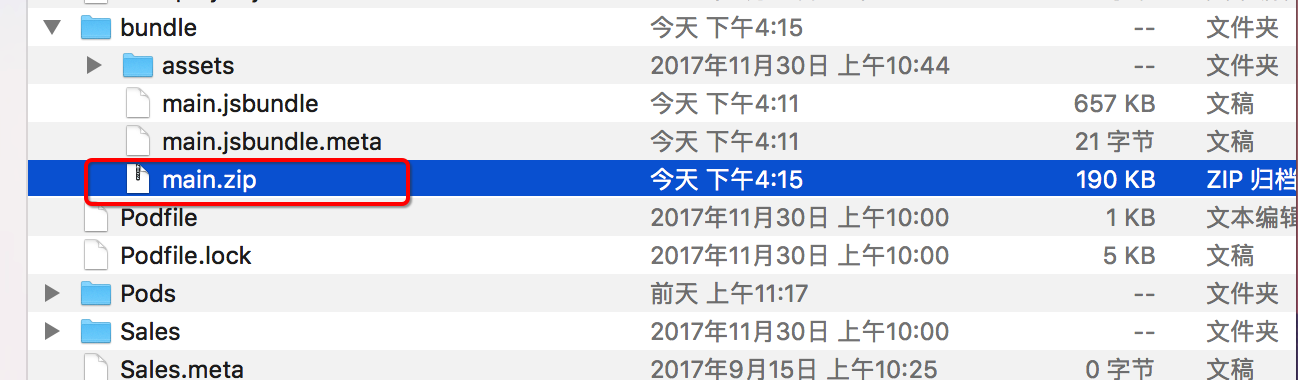 bundle 今天 下午4:15 -- 文件夹
assets 2017年11月30日 上午10:44 -- 文件夹
main.jsbundle 今天 下午4:11 657 KB 文稿
main.jsbundle.meta 今天 下午4:11 21 字节 文稿
main.zip 今天 下午4:15 190 KB ZIP 归档
Podfile 2017年11月30日 上午10:00 1 KB 文本编辑
Podfile.lock 2017年11月30日 上午10:00 5 KB 文稿
Pods 前天 上午11:17 -- 文件夹
Sales 2017年11月30日 上午10:00 -- 文件夹
Sales.meta 2017年9月15日 上午10:25 0 字节 文稿